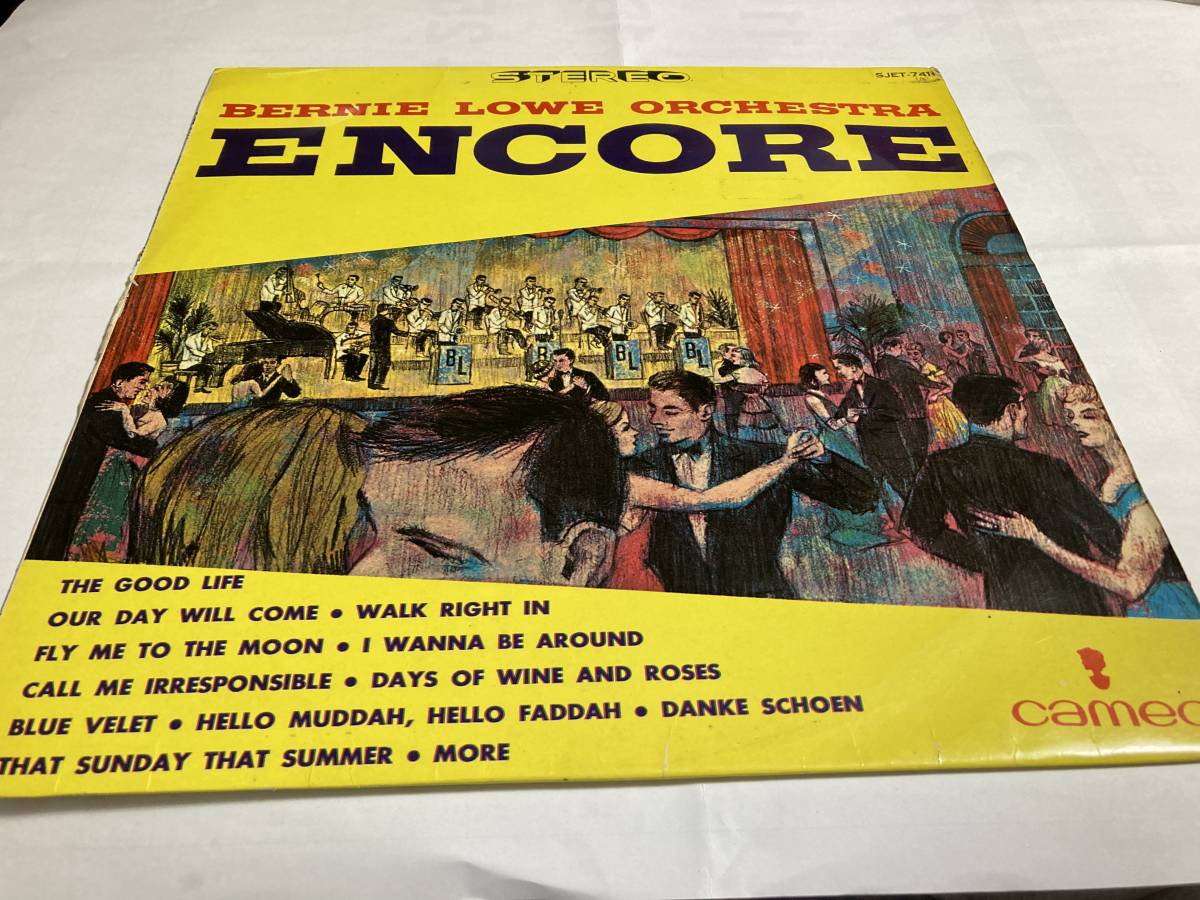 STEREO
SJET-7411
BERNIE LOWE ORCHESTRA
ENCORE
BL BL BL BL
THE GOOD LIFE
OUR DAY WILL COME • WALK RIGHT IN
FLY ME TO THE MOON • I WANNA BE AROUND
CALL ME IRRESPONSIBLE • DAYS OF WINE AND ROSES
BLUE VELET • HELLO MUDDAH, HELLO FADDAH • DANKE SCHOEN
THAT SUNDAY THAT SUMMER • MORE
cameo